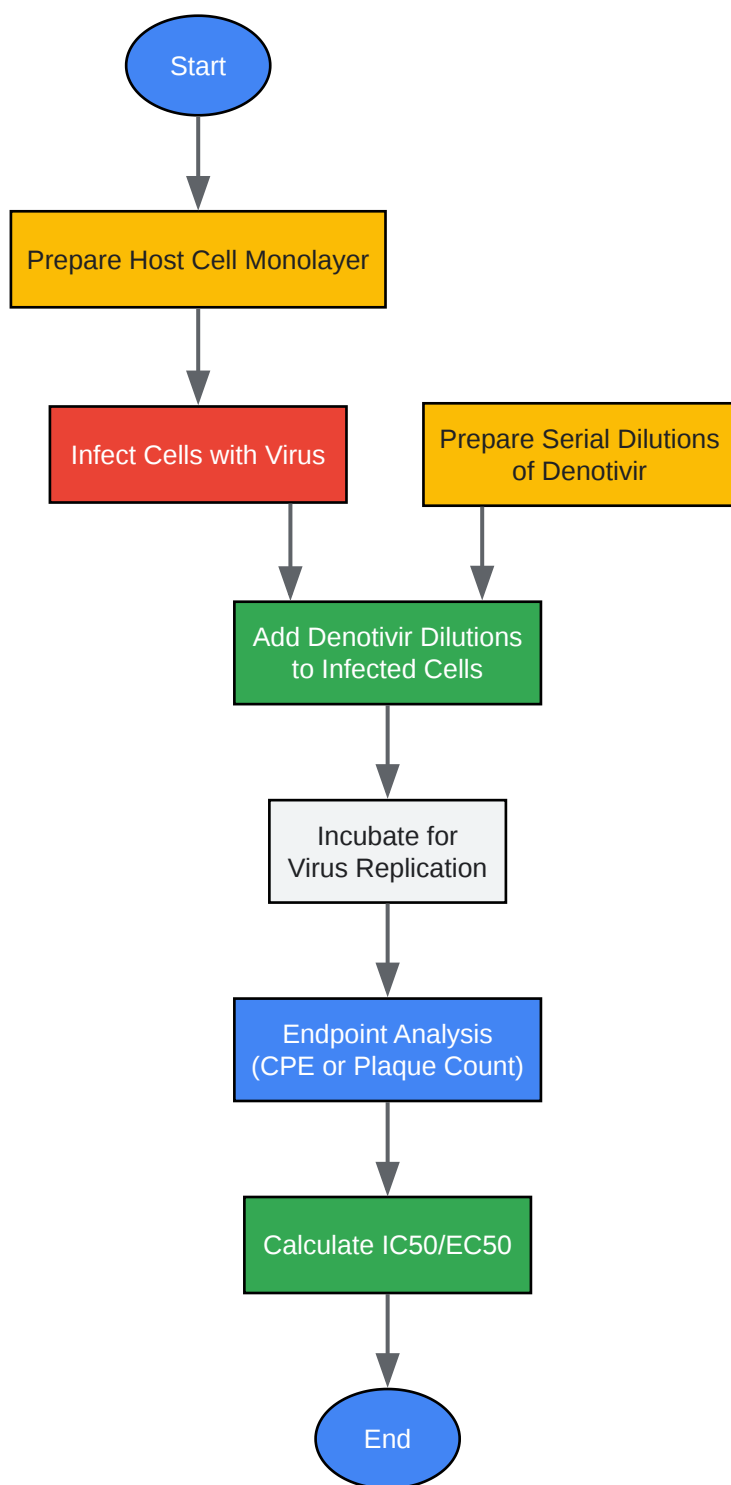 Start
Prepare Host Cell Monolayer
Infect Cells with Virus
Prepare Serial Dilutions
of Denotivir
Add Denotivir Dilutions
to Infected Cells
Incubate for
Virus Replication
Endpoint Analysis
(CPE or Plaque Count)
Calculate IC50/EC50
End